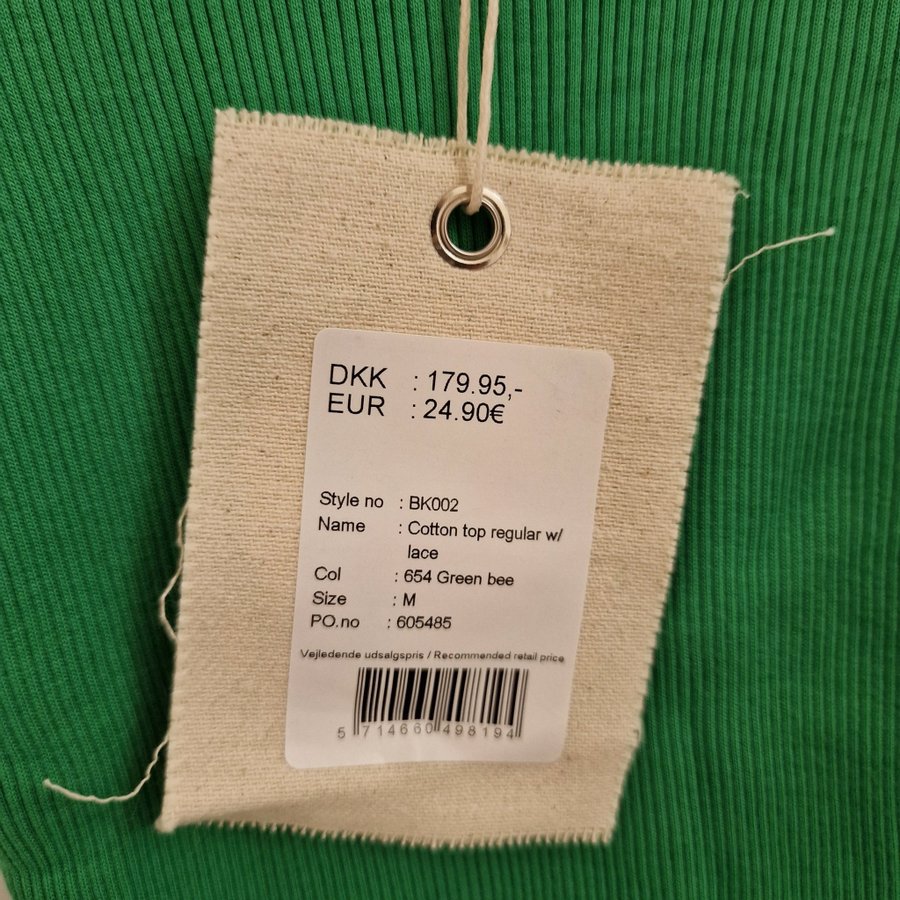 DKK : 179.95,-
EUR : 24.90€
Style no : BK002
Name : Cotton top regular w/
lace
Col : 654 Green bee
Size : M
PO.no : 605485
Vejledende udsalgspris / Recommended retail price
5 714660 498194